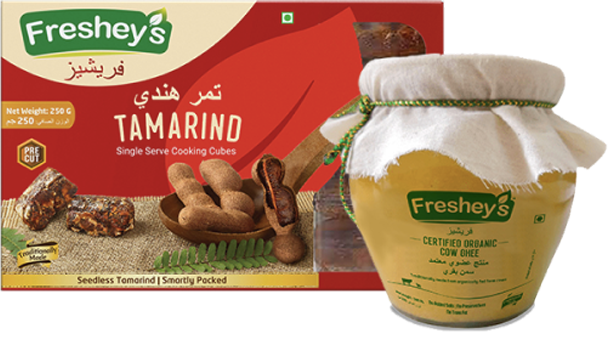 Freshey's
فريشيز
Net Weight: 250 G
الوزن الصافي 250 جم
PRE
CUT
تمر هندي
TAMARIND
Single Serve Cooking Cubes
Traditionally
Made
Seedless Tamarind | Smartly Packed
Freshey's
فريشيز
CERTIFIED ORGANIC
COW GHEE
منتج عضوي معتمد
سمن بقري